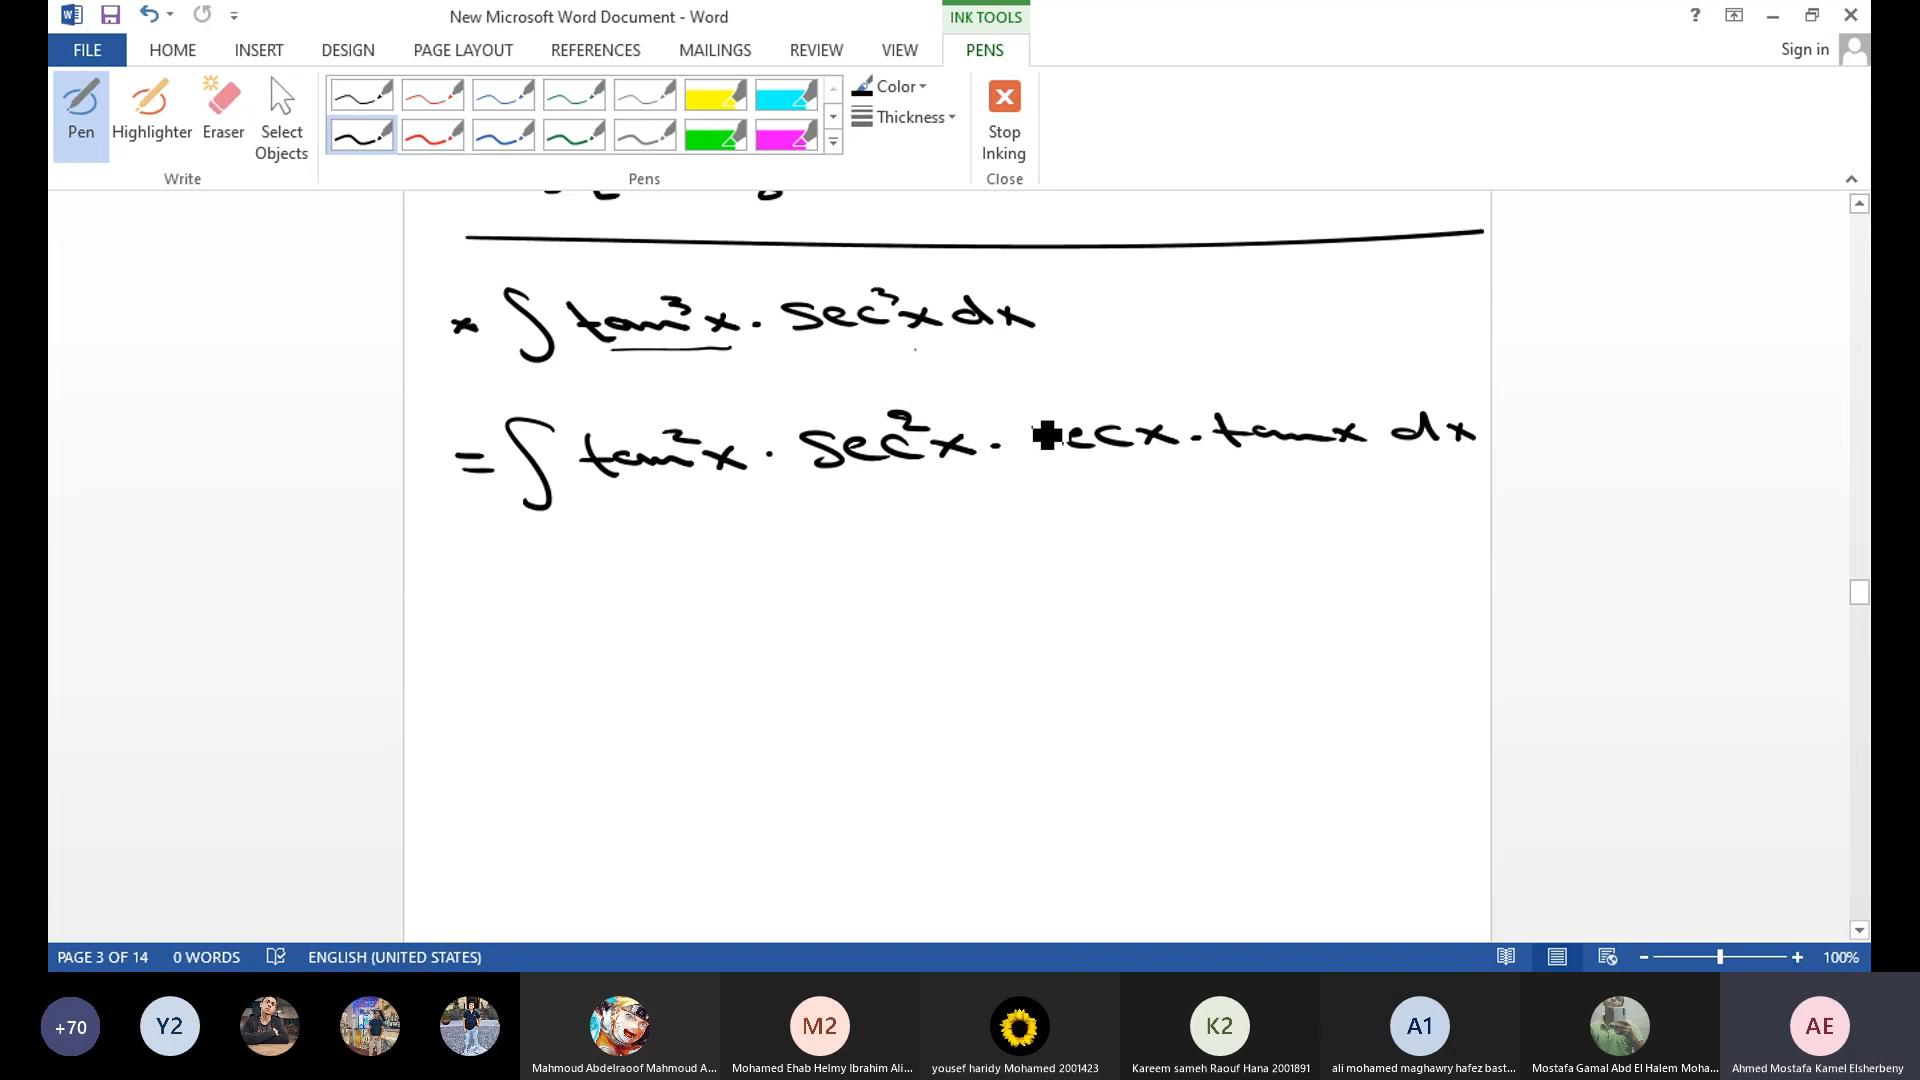 New Microsoft Word Document - Word
INK TOOLS
?
FILE HOME INSERT DESIGN PAGE LAYOUT REFERENCES MAILINGS REVIEW VIEW PENS
Sign in
Pen Highlighter Eraser Select Objects
Color
Thickness
Stop Inking
Write Pens Close
* ∫ tan³x · sec³x dx
= ∫ tan²x · sec²x · secx · tanx dx
PAGE 3 OF 14 0 WORDS ENGLISH (UNITED STATES) 100%
+70 Y2 M2 K2 A1 AE
Mahmoud Abdelraoof Mahmoud A... Mohamed Ehab Helmy Ibrahim Ali... yousef haridy Mohamed 2001423 Kareem sameh Raouf Hana 2001891 ali mohamed maghawry hafez bast... Mostafa Gamal Abd El Halem Moha... Ahmed Mostafa Kamel Elsherbeny